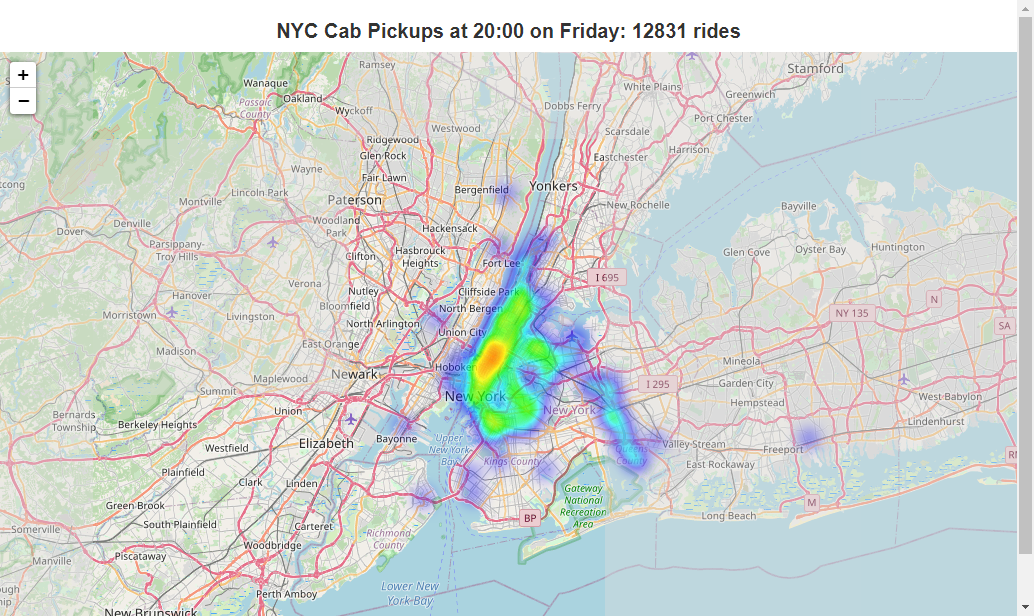 NYC Cab Pickups at 20:00 on Friday: 12831 rides
+
−
Ramsey
Stamford
Wanaque
White Plains
Oakland
Greenwich
Passaic
County
Wyckoff
Dobbs Ferry
Port Chester
Westwood
Scarsdale
Ridgewood
Harrison
Glen Rock
Eastchester
Wayne
Fair Lawn
tcong
Lincoln Park
Bergenfield
Yonkers
Montville
Paterson
New Rochelle
Bayville
Woodland
Park
Denville
Dover
Hackensack
Parsippany-
Troy Hills
Hasbrouck
Heights
Clifton
Glen Cove
Oyster Bay
Huntington
Fort Lee
I 695
Verona
Nutley
Cliffside Park
Hanover
Bloomfield
North Bergen
N
Morristown
Livingston
North Arlington
NY 135
SA
Union City
East Orange
Madison
Mineola
Hoboken
Newark
Maplewood
I 295
Garden City
Summit
New York
West Babylon
Hempstead
Union
New York
Bernards
Township
Berkeley Heights
Lindenhurst
Elizabeth
Bayonne
Upper
New York
Bay
Valley Stream
Freeport
Westfield
Queens
County
Kings County
East Rockaway
Plainfield
Clark
Linden
Gateway
National
Recreation
Area
Green Brook
M
South Plainfield
BP
Long Beach
Carteret
Somerville
Richmond
County
Woodbridge
Piscataway
Manville
Lower New
York Bay
Perth Amboy
New Brunswick